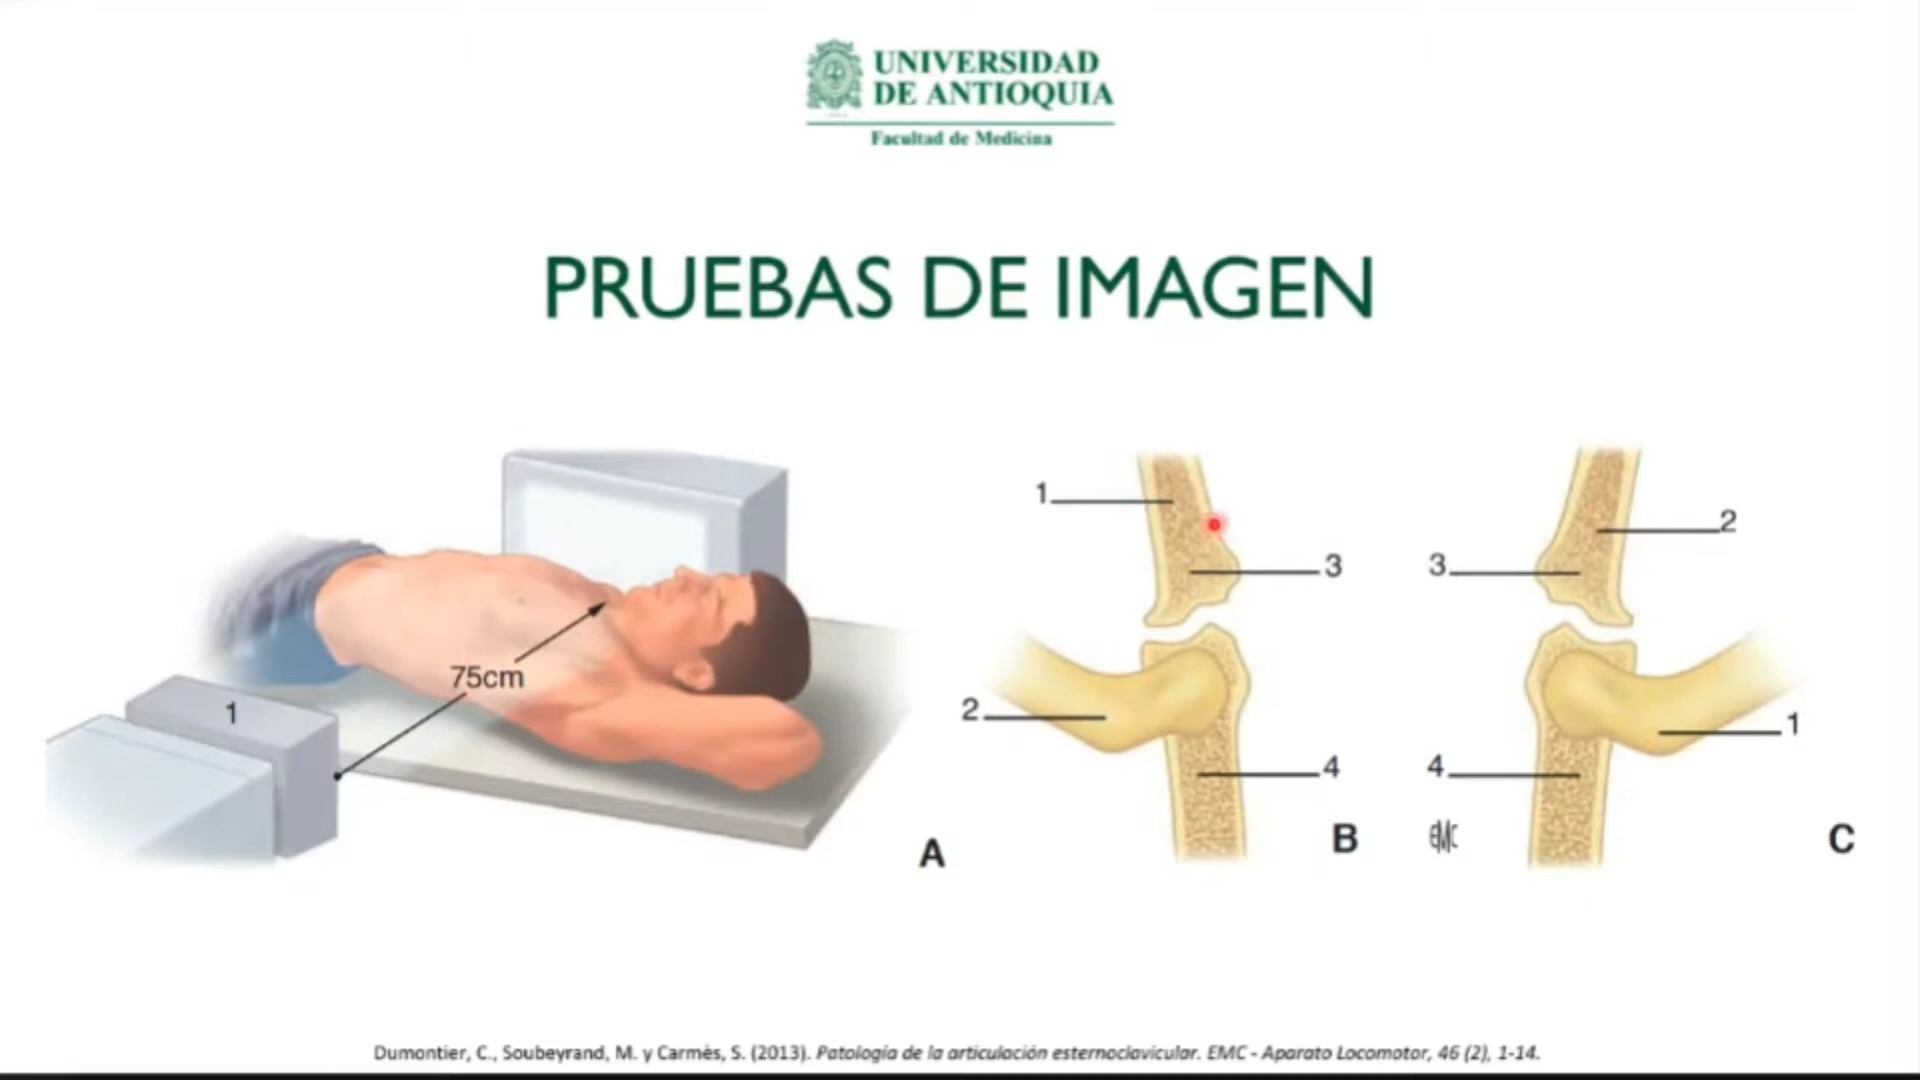 UNIVERSIDAD
DE ANTIOQUIA
Facultad de Medicina
PRUEBAS DE IMAGEN
75cm
1
A
1
3
2
4
B
2
3
1
4
EMC
C
Dumontier, C., Soubeyrand, M. y Carmès, S. (2013). Patología de la articulación esternoclavicular. EMC - Aparato Locomotor, 46 (2), 1-14.